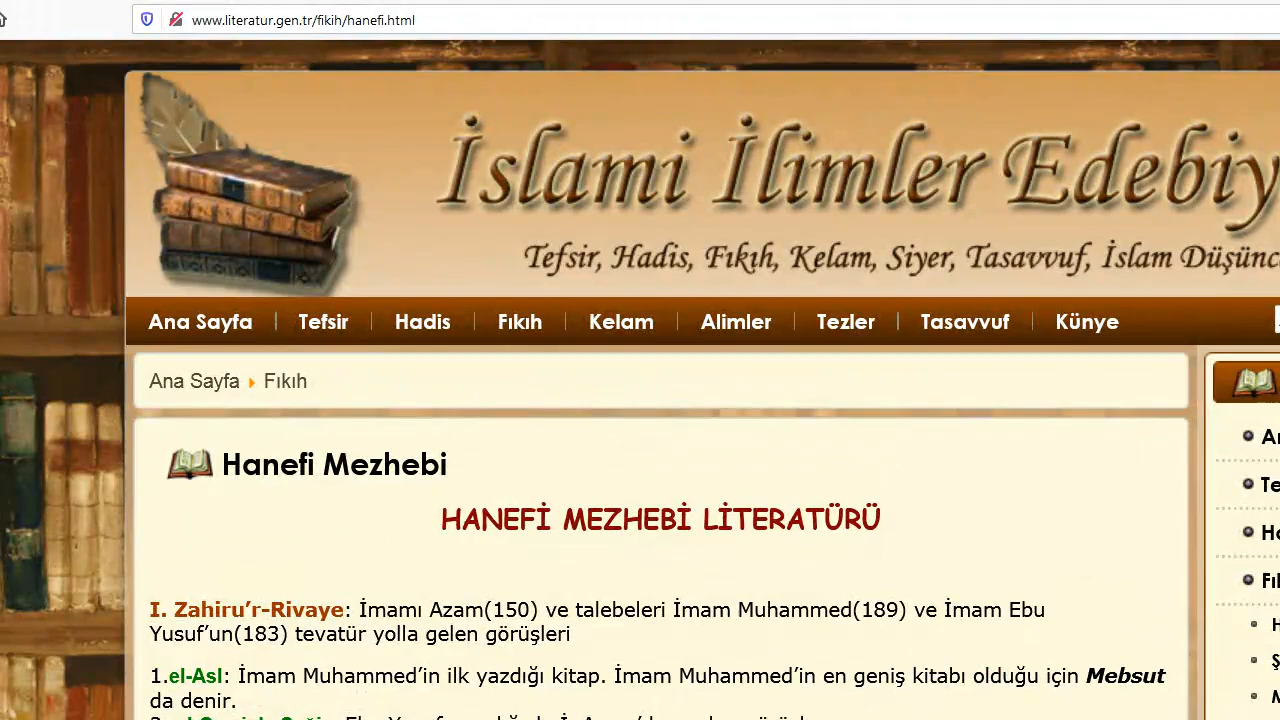 www.literatur.gen.tr/fikih/hanefi.html
İslami İlimler
Tefsir, Hadis, Fıkıh, Kelam, Siyer, Tasavvuf, İslam
Ana Sayfa Tefsir Hadis Fıkıh Kelam Alimler Tezler Tasavvuf Künye
Ana Sayfa Fıkıh
Hanefi Mezhebi
HANEFİ MEZHEBİ LİTERATÜRÜ
I. Zahiru’r-Rivaye: İmamı Azam(150) ve talebeleri İmam Muhammed(189) ve İmam Ebu
Yusuf’un(183) tevatür yolla gelen görüşleri
1.el-Asl: İmam Muhammed’in ilk yazdığı kitap. İmam Muhammed’in en geniş kitabı olduğu için Mebsut
da denir.